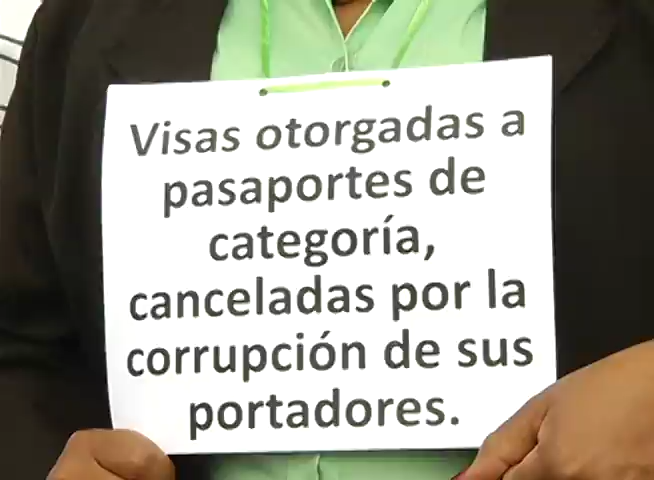 Visas otorgadas a
pasaportes de
categoría,
canceladas por la
corrupción de sus
portadores.